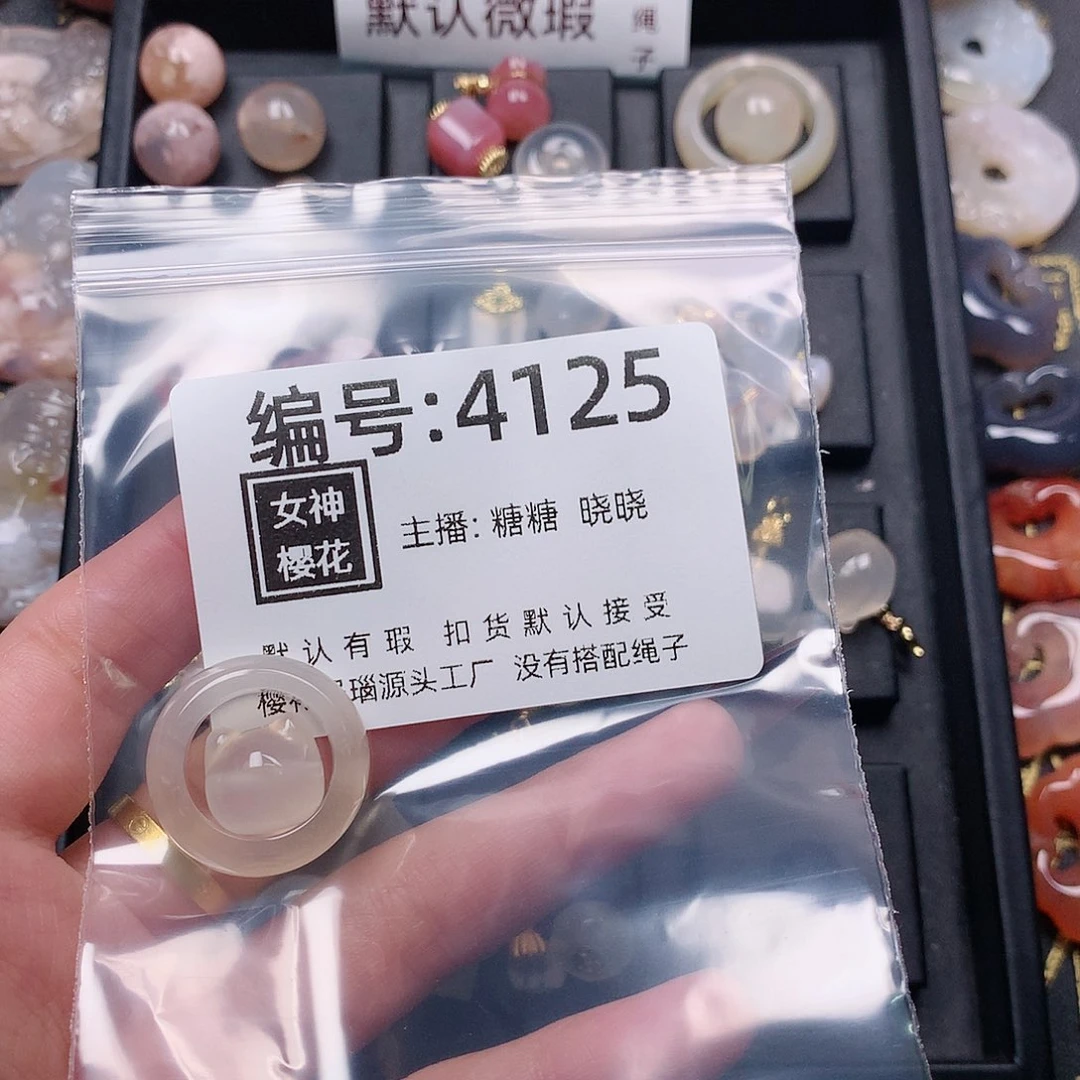 默认微瑕
绳子
编号:4125
女神
樱花
主播: 糖糖 晓晓
默认有瑕 扣货默认接受
樱 瑙源头工厂 没有搭配绳子